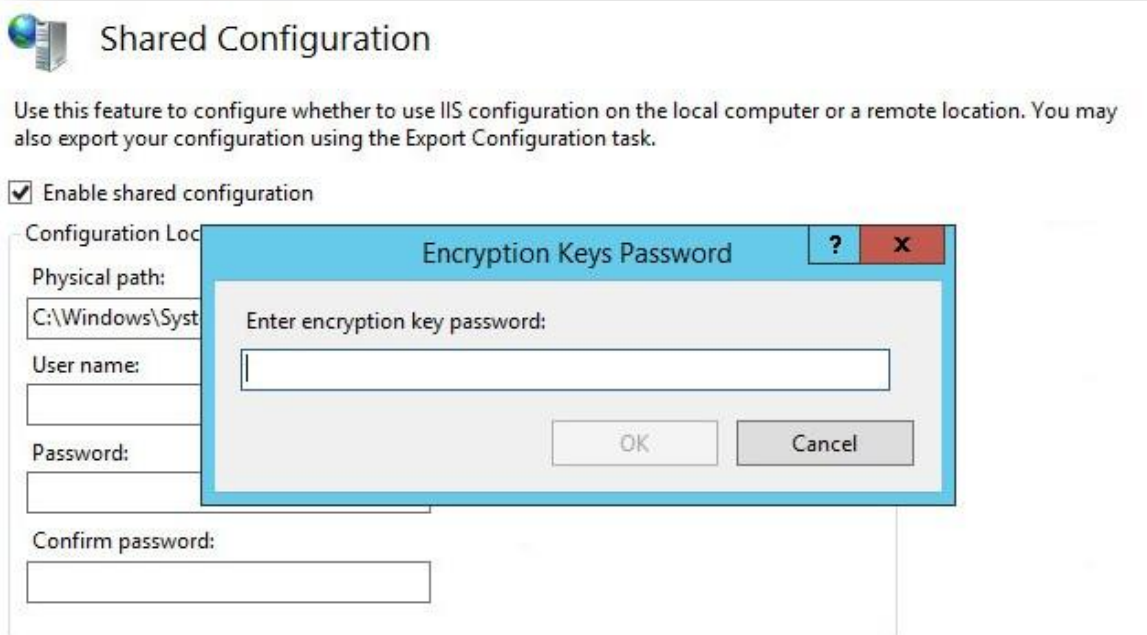 Shared Configuration
Use this feature to configure whether to use IIS configuration on the local computer or a remote location. You may
also export your configuration using the Export Configuration task.
Enable shared configuration
Configuration Loc
Encryption Keys Password
?
x
Physical path:
C:\Windows\Syst
Enter encryption key password:
User name:
OK
Cancel
Password:
Confirm password: